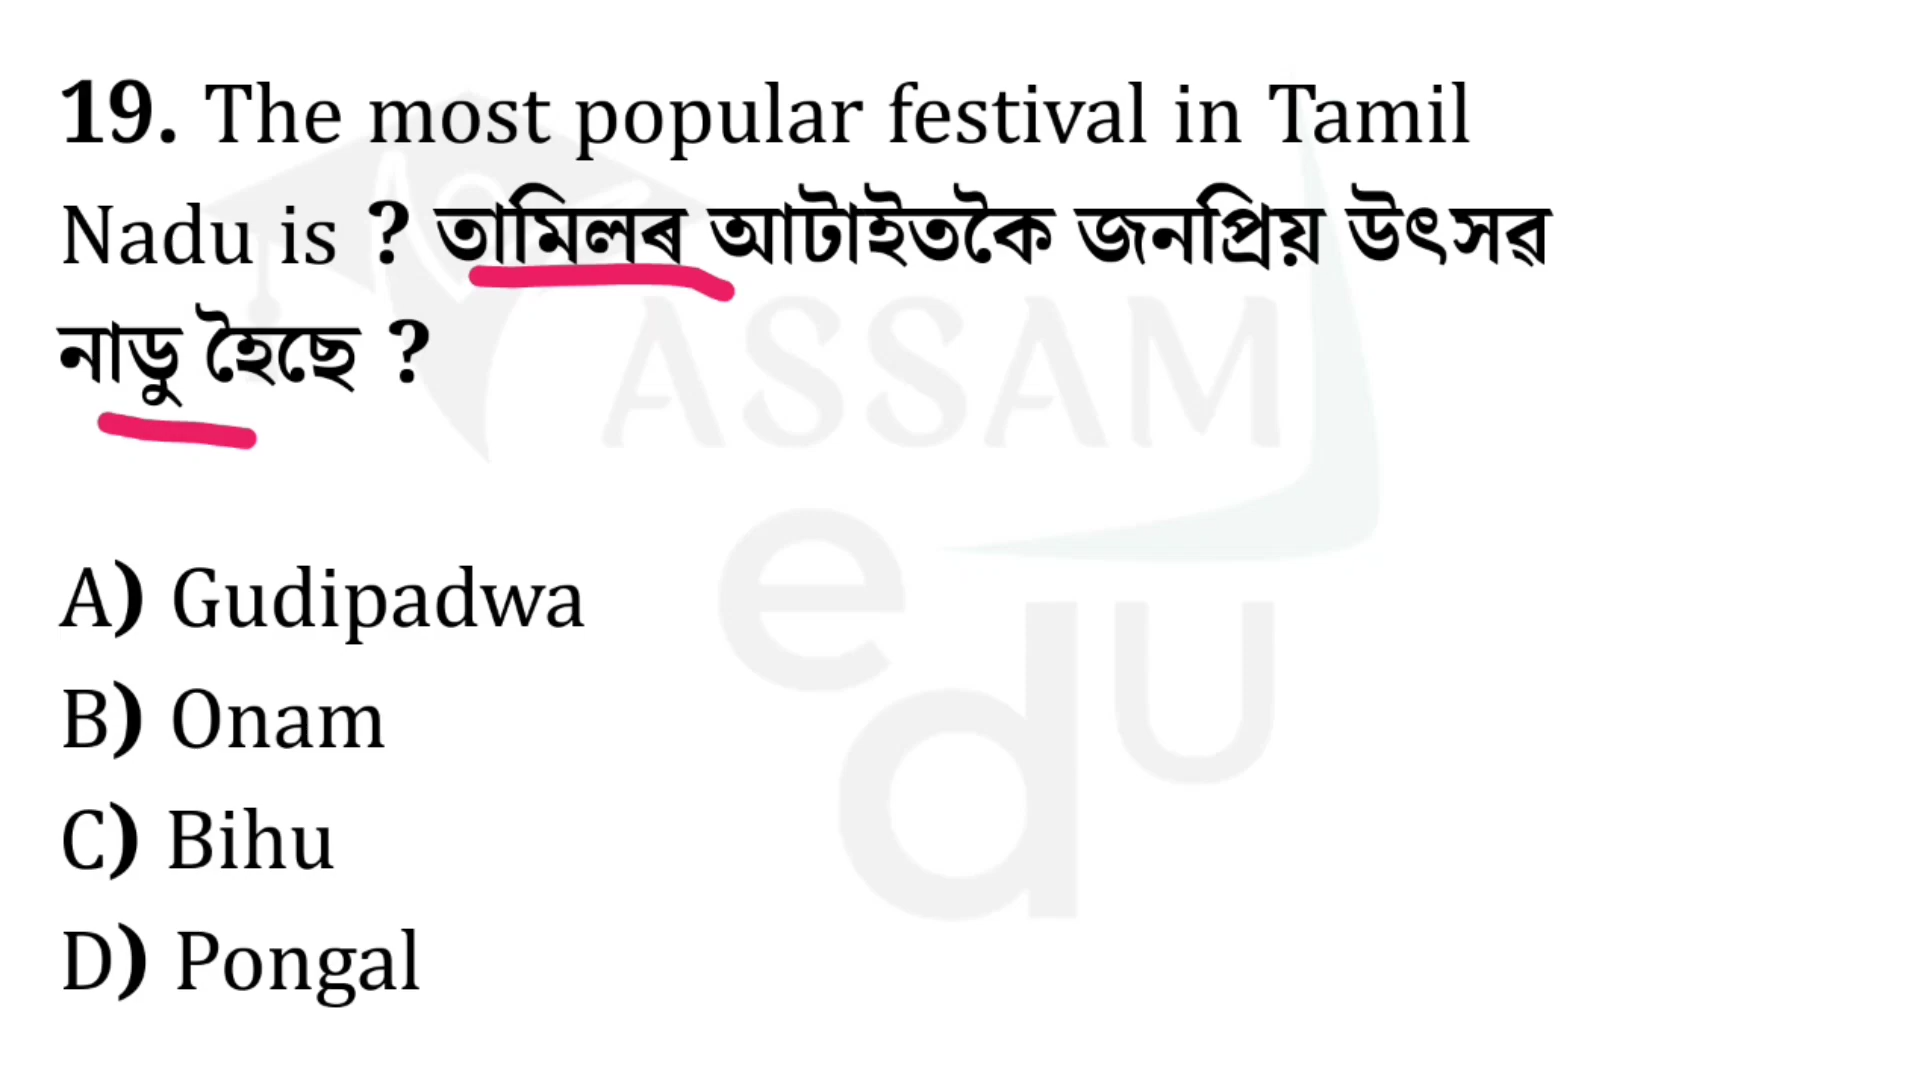 19. The most popular festival in Tamil
Nadu is ? তামিলৰ আটাইতকৈ জনপ্ৰিয় উৎসৱ
নাডু হৈছে ?
ASSAM
edu
A) Gudipadwa
B) Onam
C) Bihu
D) Pongal